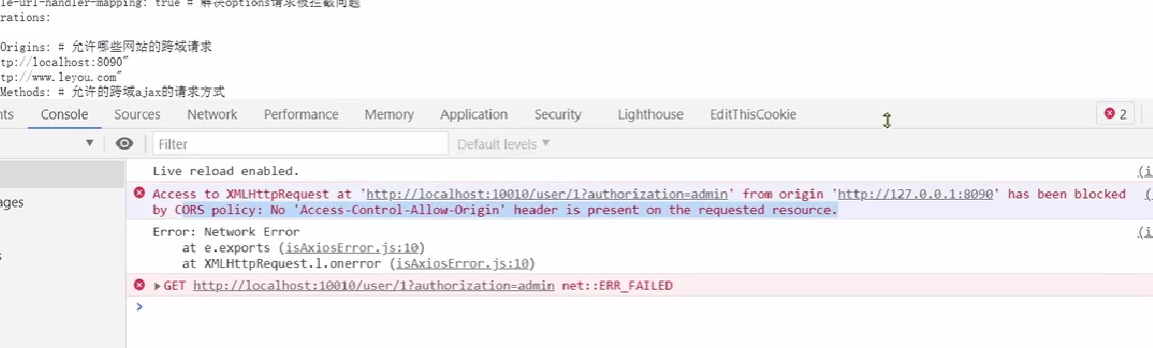 le-url-handler-mapping: true # 解决options请求被拦截问题
rations:
Origins: # 允许哪些网站的跨域请求
tp://localhost:8090"
tp://www.leyou.com"
Methods: # 允许的跨域ajax的请求方式
nts Console Sources Network Performance Memory Application Security Lighthouse EditThisCookie 2
Filter Default levels ▼
Live reload enabled. (i
Access to XMLHttpRequest at 'http://localhost:10010/user/1?authorization=admin' from origin 'http://127.0.0.1:8090' has been blocked (
ages
by CORS policy: No 'Access-Control-Allow-Origin' header is present on the requested resource.
Error: Network Error (i
at e.exports (isAxiosError.js:10)
s
at XMLHttpRequest.l.onerror (isAxiosError.js:10)
▶GET http://localhost:10010/user/1?authorization=admin net::ERR_FAILED
>